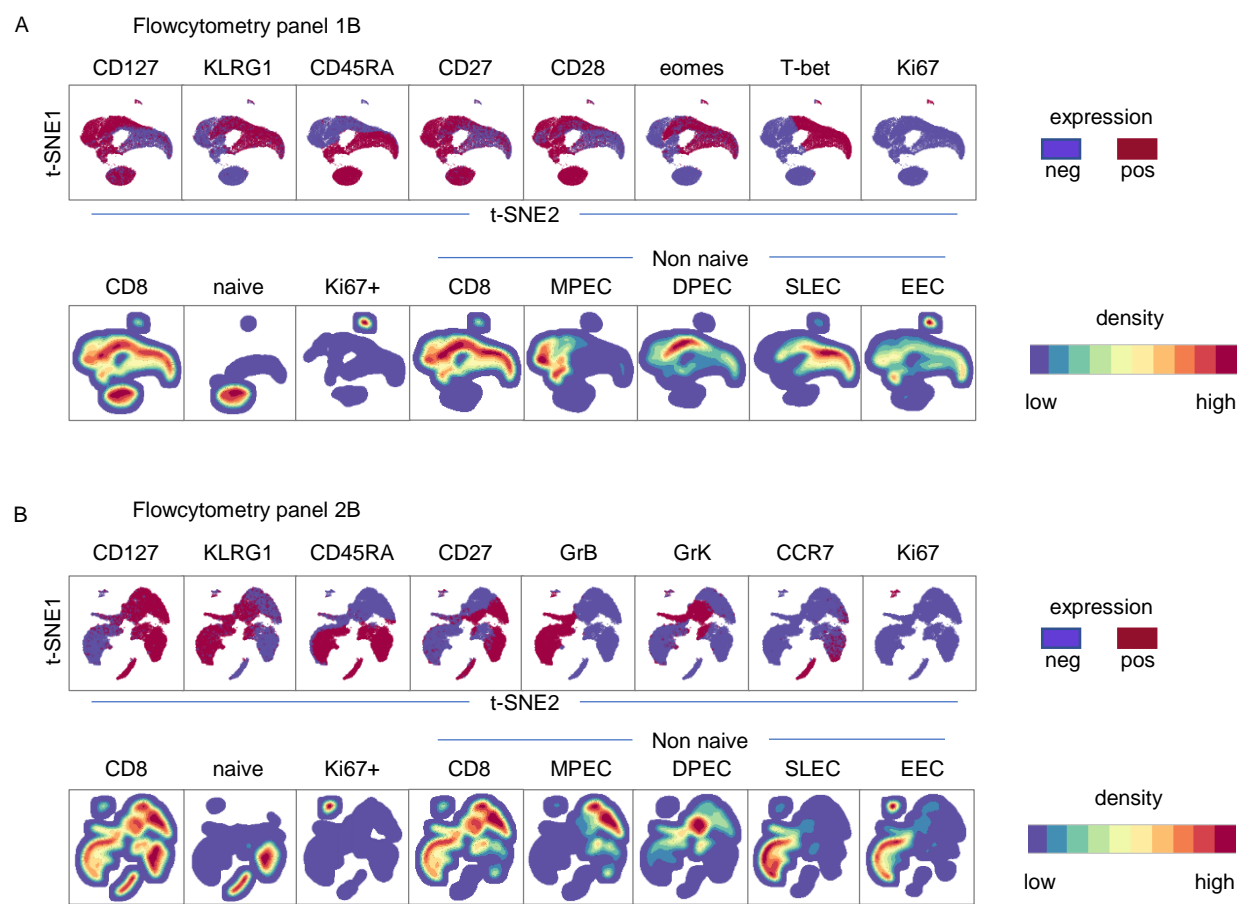 A Flowcytometry panel 1B
CD127 KLRG1 CD45RA CD27 CD28 eomes T-bet Ki67
t-SNE1
expression
neg pos
t-SNE2
Non naive
CD8 naive Ki67+ CD8 MPEC DPEC SLEC EEC
density
low high
B Flowcytometry panel 2B
CD127 KLRG1 CD45RA CD27 GrB GrK CCR7 Ki67
t-SNE1
expression
neg pos
t-SNE2
Non naive
CD8 naive Ki67+ CD8 MPEC DPEC SLEC EEC
density
low high